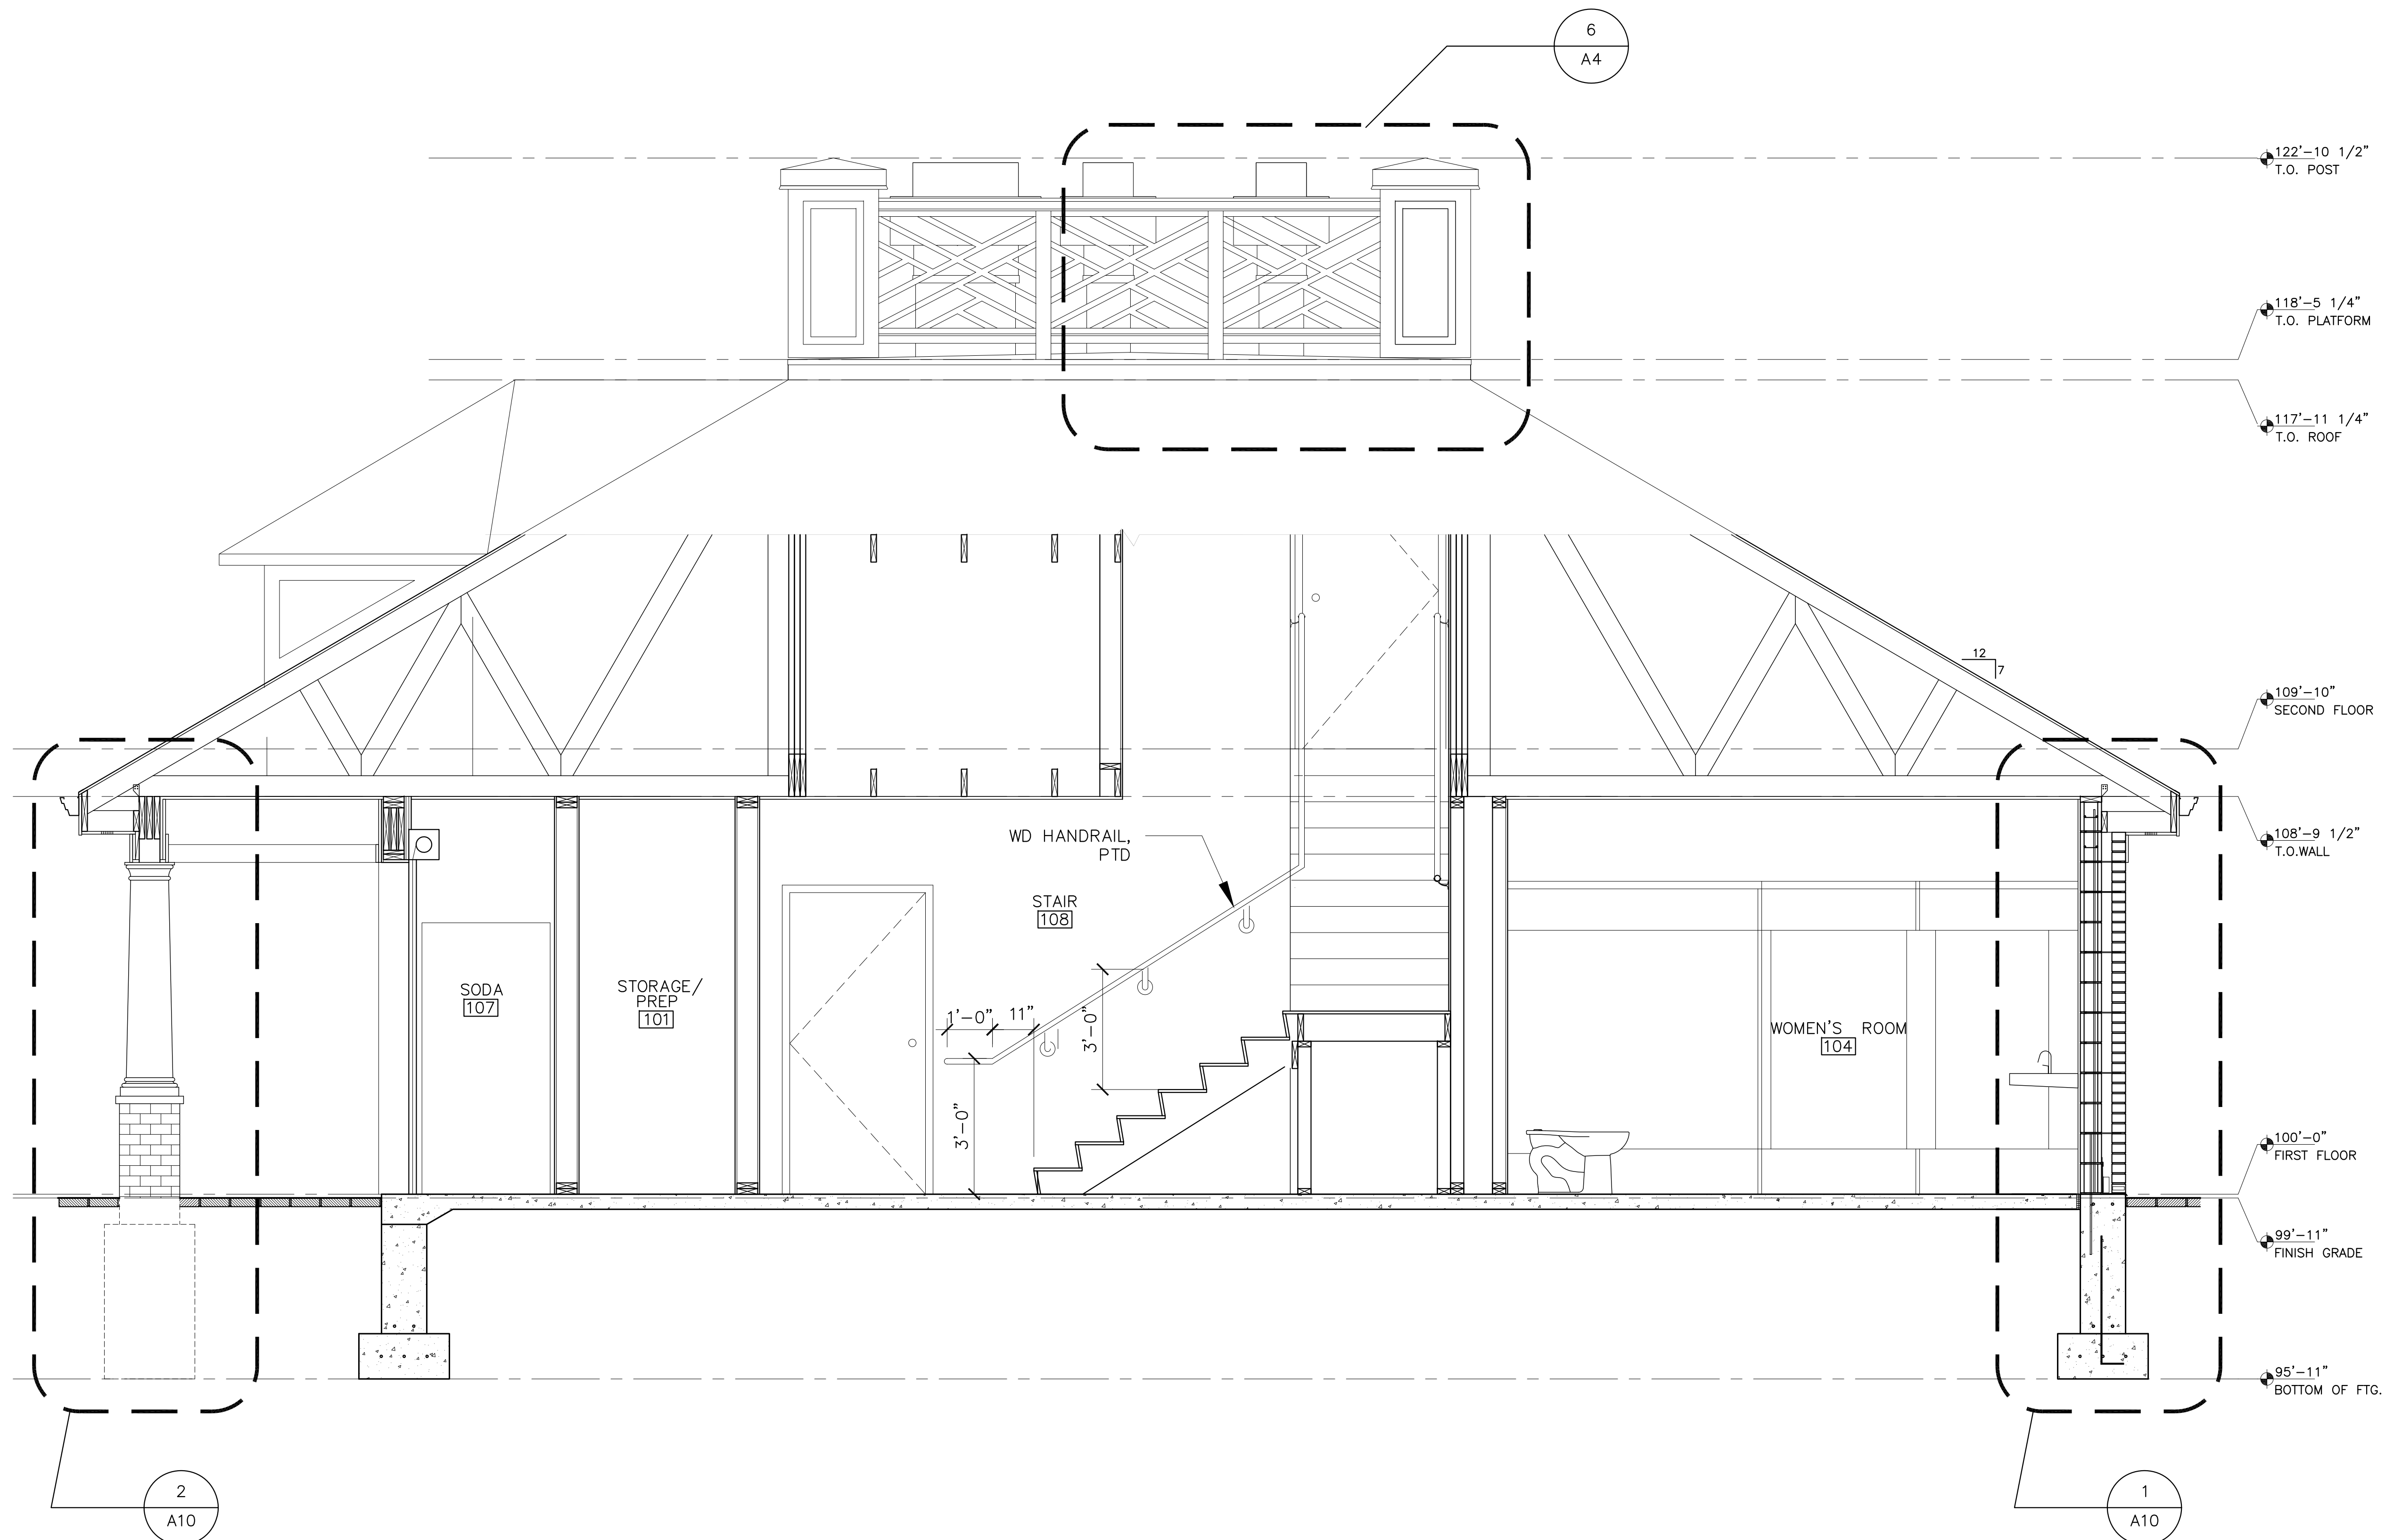 6
A4
122'-10 1/2"
T.O. POST
118'-5 1/4"
T.O. PLATFORM
117'-11 1/4"
T.O. ROOF
12
7
109'-10"
SECOND FLOOR
108'-9 1/2"
T.O.WALL
WD HANDRAIL,
PTD
STAIR
108
SODA
107
STORAGE/
PREP
101
1'-0"
11"
3'-0"
3'-0"
WOMEN'S ROOM
104
100'-0"
FIRST FLOOR
99'-11"
FINISH GRADE
95'-11"
BOTTOM OF FTG.
2
A10
1
A10